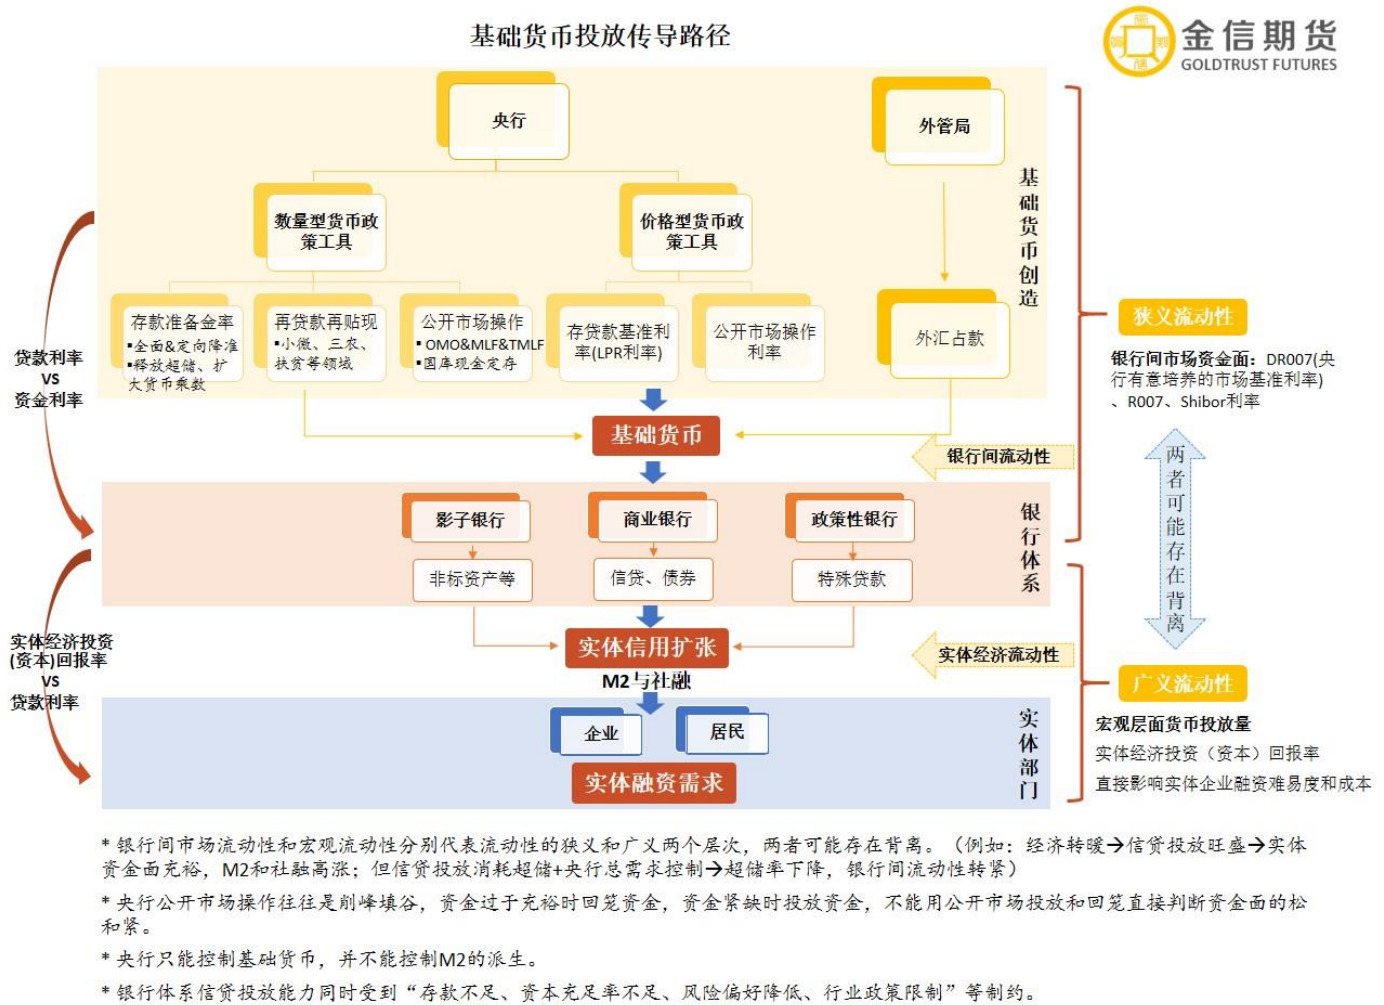 基础货币投放传导路径
金信期货
GOLDTRUST FUTURES
央行
外管局
数量型货币政
策工具
价格型货币政
策工具
存款准备金率
▪全面&定向降准
▪释放超储、扩
大货币乘数
再贷款再贴现
▪小微、三农、
扶贫等领域
公开市场操作
▪ OMO&MLF&TMLF
▪国库现金定存
存贷款基准利
率(LPR利率)
公开市场操作
利率
外汇占款
基础货币创造
基础货币
银行间流动性
贷款利率
VS
资金利率
狭义流动性
银行间市场资金面：DR007(央
行有意培养的市场基准利率)
、R007、Shibor利率
两者可能存在背离
影子银行
商业银行
政策性银行
非标资产等
信贷、债券
特殊贷款
银行体系
实体信用扩张
M2与社融
实体经济流动性
实体经济投资
(资本)回报率
VS
贷款利率
广义流动性
宏观层面货币投放量
实体经济投资（资本）回报率
直接影响实体企业融资难易度和成本
企业
居民
实体融资需求
实体部门
* 银行间市场流动性和宏观流动性分别代表流动性的狭义和广义两个层次，两者可能存在背离。（例如：经济转暖→信贷投放旺盛→实体
资金面充裕，M2和社融高涨；但信贷投放消耗超储+央行总需求控制→超储率下降，银行间流动性转紧）
* 央行公开市场操作往往是削峰填谷，资金过于充裕时回笼资金，资金紧缺时投放资金，不能用公开市场投放和回笼直接判断资金面的松
和紧。
* 央行只能控制基础货币，并不能控制M2的派生。
* 银行体系信贷投放能力同时受到“存款不足、资本充足率不足、风险偏好降低、行业政策限制”等制约。